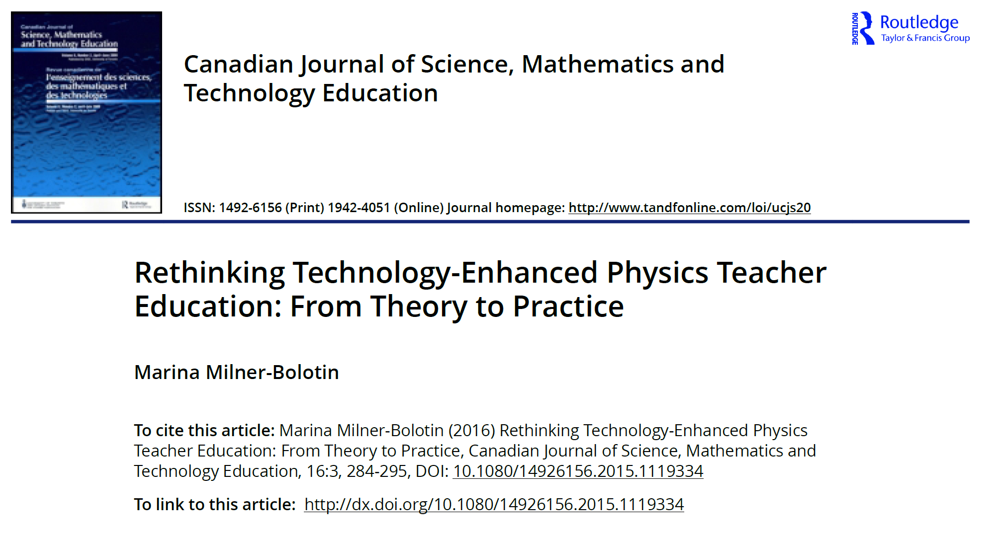 Canadian Journal of
Science, Mathematics
and Technology Education
Revue canadienne de
l'enseignement des sciences,
des mathématiques et
des technologies
ROUTLEDGE
Routledge
Taylor & Francis Group
Canadian Journal of Science, Mathematics and
Technology Education
ISSN: 1492-6156 (Print) 1942-4051 (Online) Journal homepage: http://www.tandfonline.com/loi/ucjs20
Rethinking Technology-Enhanced Physics Teacher
Education: From Theory to Practice
Marina Milner-Bolotin
To cite this article: Marina Milner-Bolotin (2016) Rethinking Technology-Enhanced Physics
Teacher Education: From Theory to Practice, Canadian Journal of Science, Mathematics and
Technology Education, 16:3, 284-295, DOI: 10.1080/14926156.2015.1119334
To link to this article: http://dx.doi.org/10.1080/14926156.2015.1119334